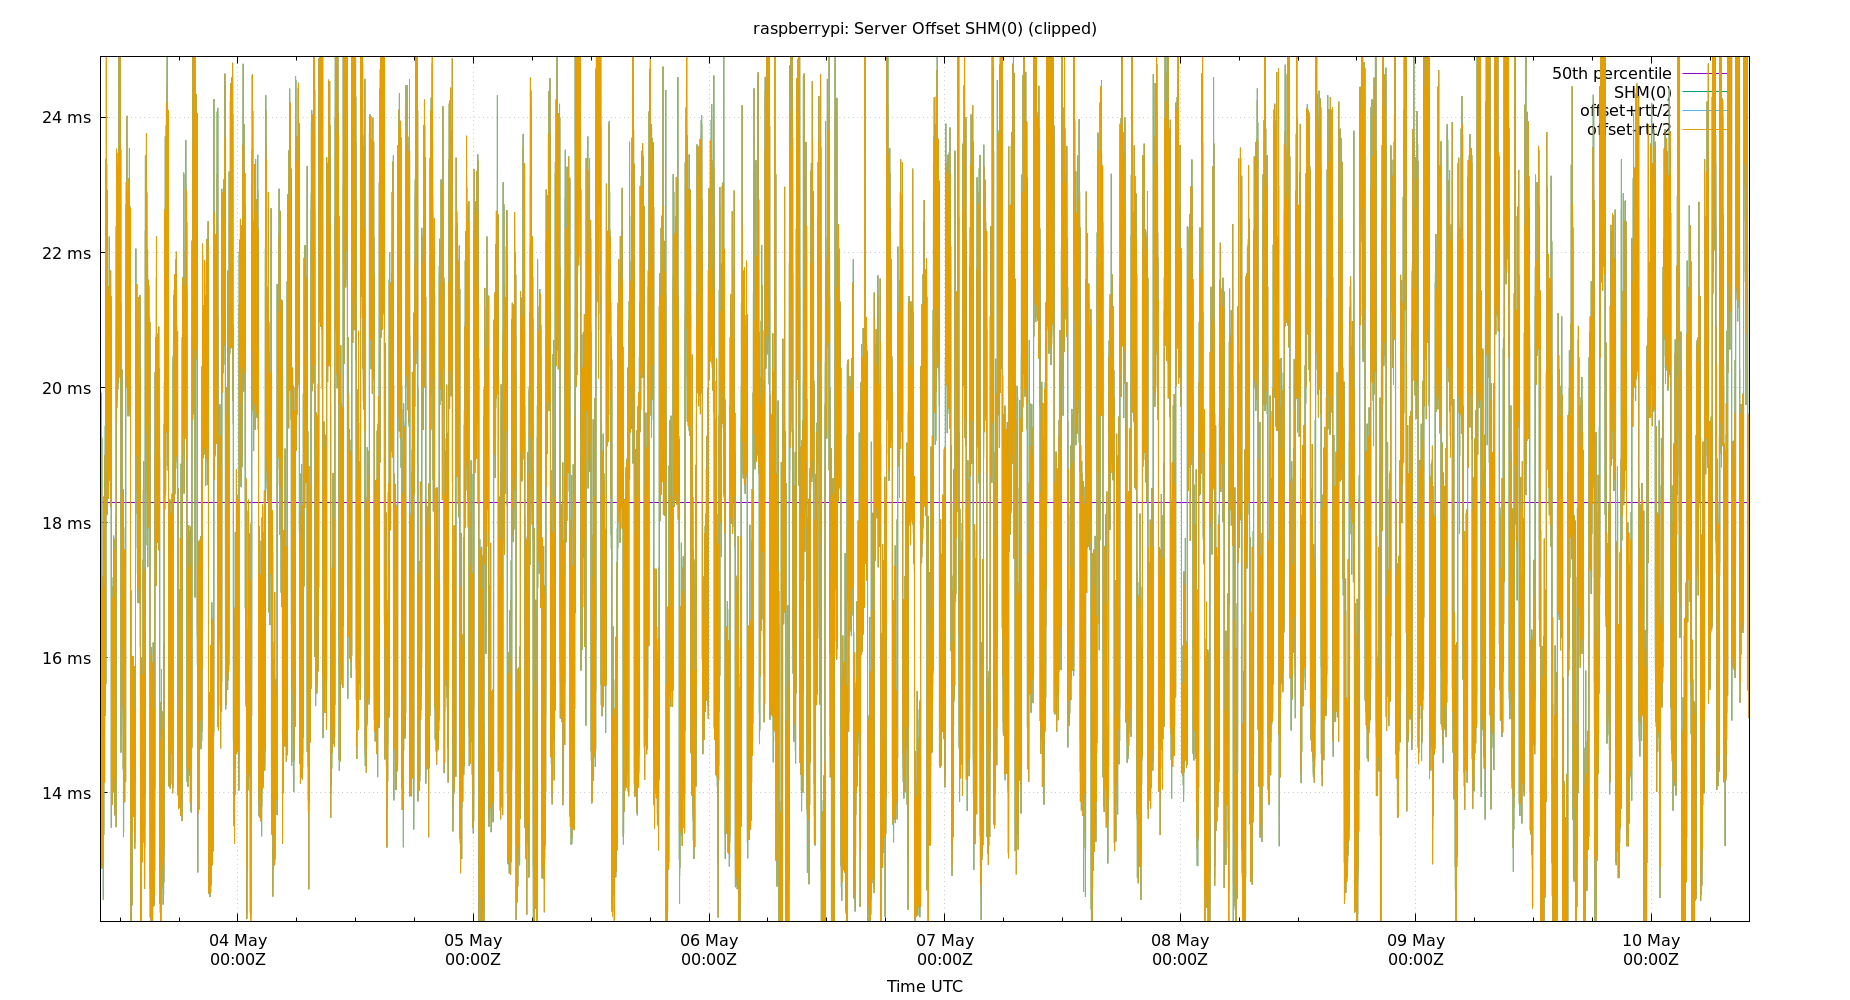 raspberrypi: Server Offset SHM(0) (clipped)
50th percentile
SHM(0)
offset+rtt/2
offset-rtt/2
24 ms
22 ms
20 ms
18 ms
16 ms
14 ms
04 May
00:00Z
05 May
00:00Z
06 May
00:00Z
07 May
00:00Z
08 May
00:00Z
09 May
00:00Z
10 May
00:00Z
Time UTC